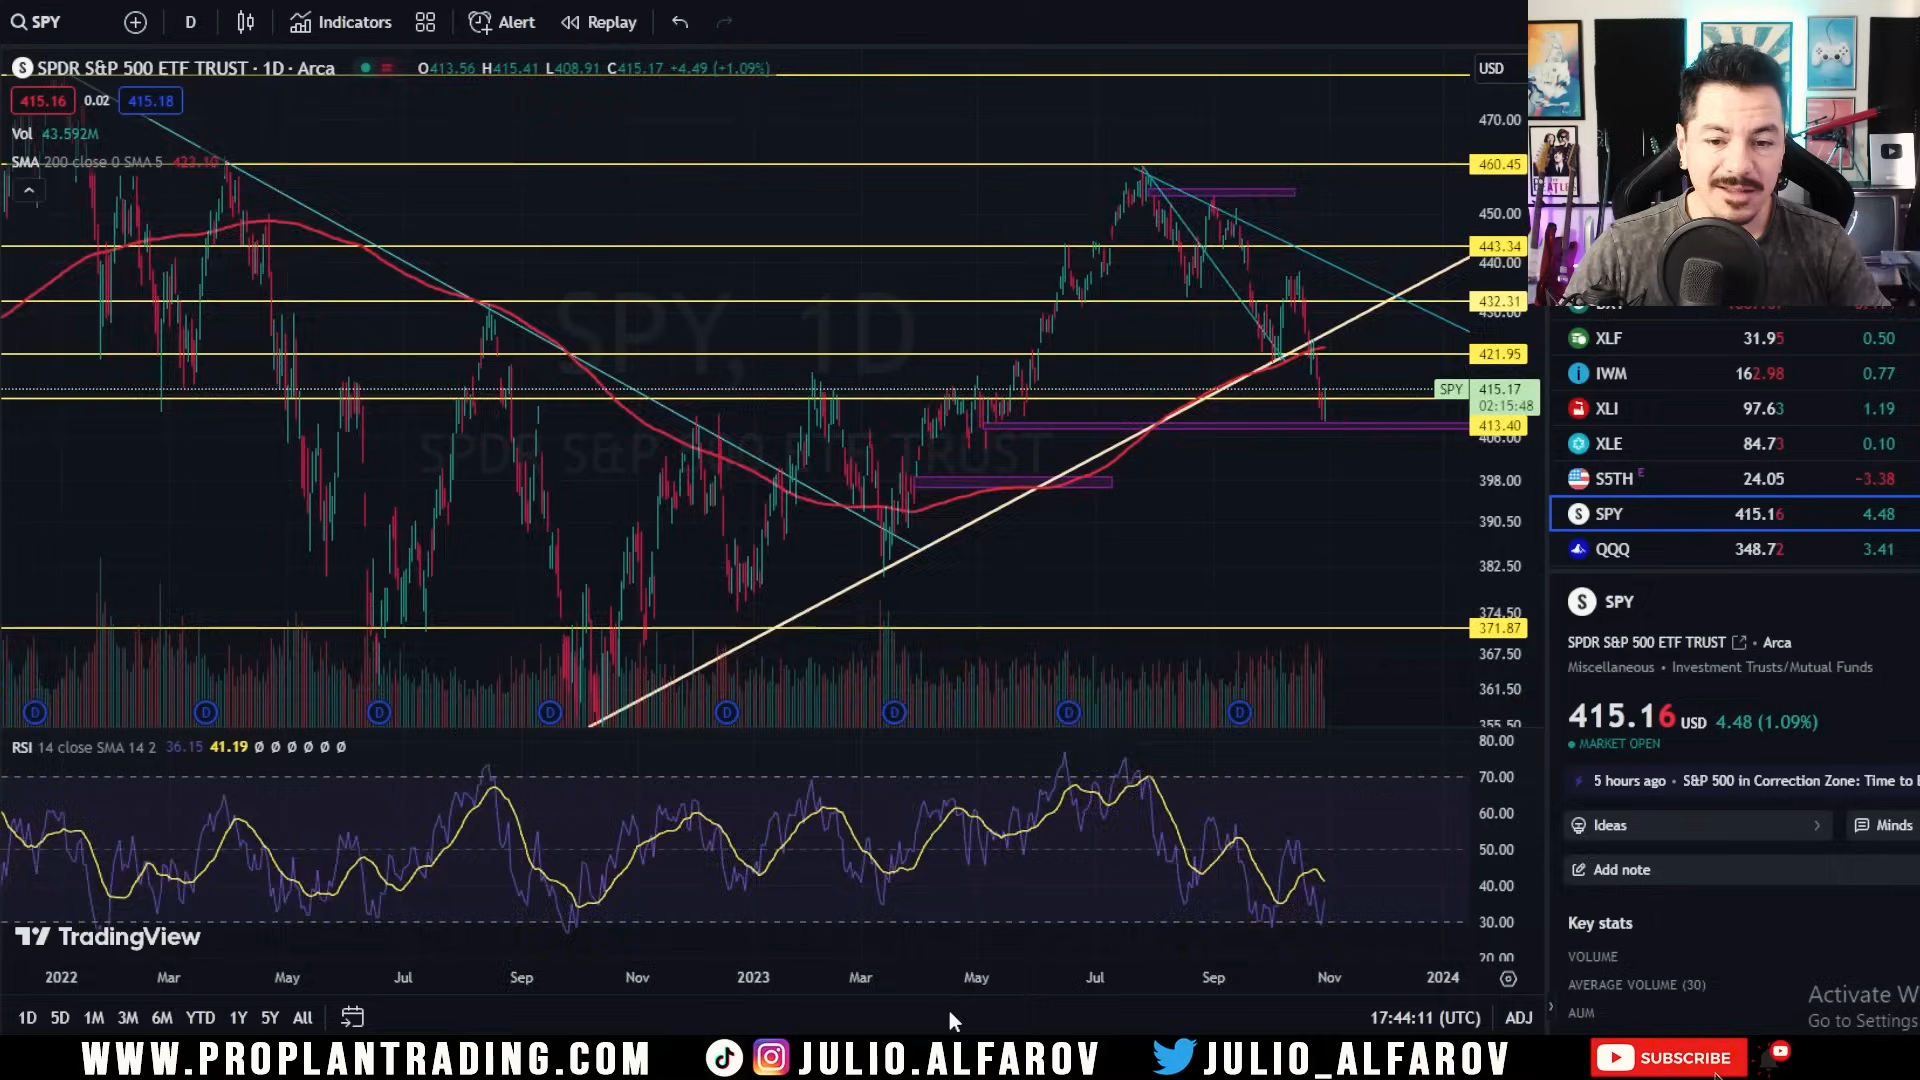 SPY
D
Indicators
Alert
Replay
SPDR S&P 500 ETF TRUST · 1D · Arca
O413.56 H415.41 L408.91 C415.17 +4.49 (+1.09%)
USD
415.16 0.02 415.18
Vol 43.592M
SMA 200 close 0 SMA 5 423.10
470.00
460.45
450.00
443.34
440.00
432.31
430.00
421.95
SPY 415.17
02:15:48
413.40
398.00
390.50
382.50
374.50
371.87
367.50
361.50
355.50
SPY, 1D
SPDR S&P 500 ETF TRUST
D D D D D D D D
RSI 14 close SMA 14 2 36.15 41.19 Ø Ø Ø Ø Ø Ø
80.00
70.00
60.00
50.00
40.00
30.00
20.00
TradingView
2022 Mar May Jul Sep Nov 2023 Mar May Jul Sep Nov 2024
1D 5D 1M 3M 6M YTD 1Y 5Y All
17:44:11 (UTC) ADJ
XLF 31.95 0.50
IWM 162.98 0.77
XLI 97.63 1.19
XLE 84.73 0.10
S5TH E 24.05 −3.38
SPY 415.16 4.48
QQQ 348.72 3.41
S SPY
SPDR S&P 500 ETF TRUST · Arca
Miscellaneous • Investment Trusts/Mutual Funds
415.16 USD 4.48 (1.09%)
MARKET OPEN
5 hours ago • S&P 500 in Correction Zone: Time to
Ideas
Minds
Add note
Key stats
VOLUME
AVERAGE VOLUME (30)
AUM
Activate W
Go to Settings
WWW.PROPLANTRADING.COM
JULIO.ALFAROV
JULIO_ALFAROV
SUBSCRIBE